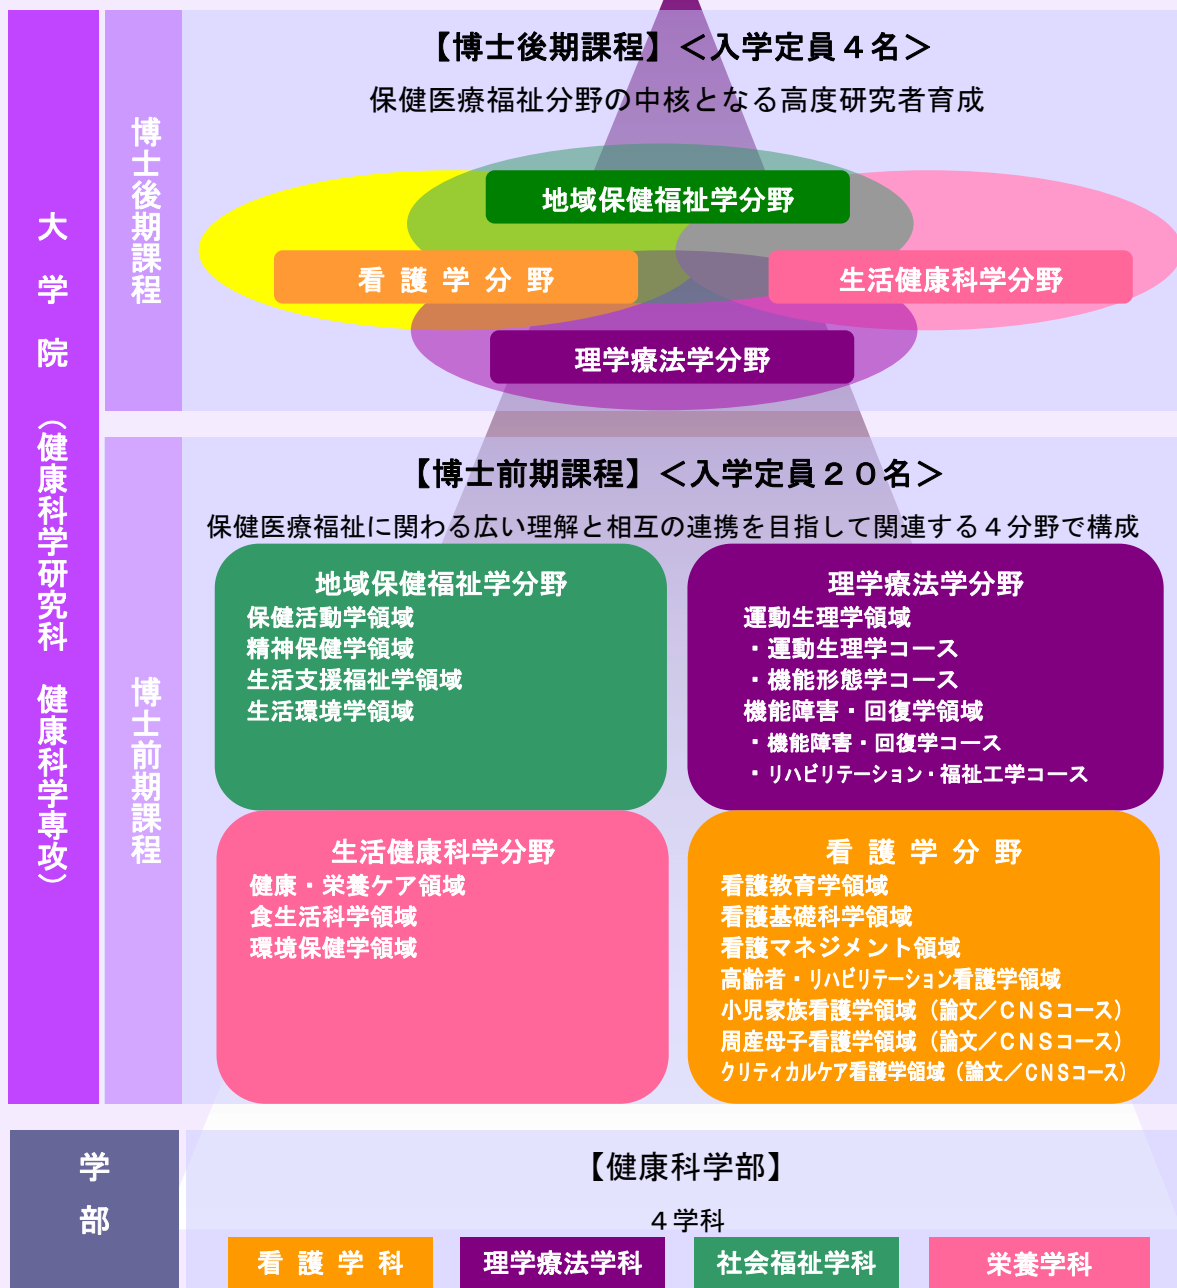 大学院（健康科学研究科　健康科学専攻）
博士後期課程
【博士後期課程】＜入学定員４名＞
保健医療福祉分野の中核となる高度研究者育成
地域保健福祉学分野
看護学分野
生活健康科学分野
理学療法学分野
博士前期課程
【博士前期課程】＜入学定員２０名＞
保健医療福祉に関わる広い理解と相互の連携を目指して関連する４分野で構成
地域保健福祉学分野
保健活動学領域
精神保健学領域
生活支援福祉学領域
生活環境学領域
理学療法学分野
運動生理学領域
・運動生理学コース
・機能形態学コース
機能障害・回復学領域
・機能障害・回復学コース
・リハビリテーション・福祉工学コース
生活健康科学分野
健康・栄養ケア領域
食生活科学領域
環境保健学領域
看護学分野
看護教育学領域
看護基礎科学領域
看護マネジメント領域
高齢者・リハビリテーション看護学領域
小児家族看護学領域（論文／ＣＮＳコース）
周産母子看護学領域（論文／ＣＮＳコース）
クリティカルケア看護学領域（論文／ＣＮＳコース）
学部
【健康科学部】
４学科
看護学科
理学療法学科
社会福祉学科
栄養学科